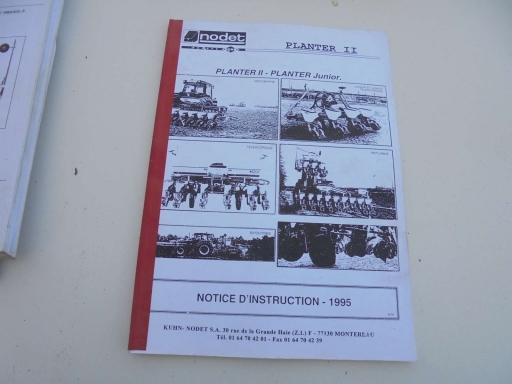 nodet
PLANTER II
PLANTER II - PLANTER Junior.
NOTICE D'INSTRUCTION - 1995
KUHN- NODET S.A. 30 rue de la Grande Haie (Z.I.) F - 77130 MONTEREAU
Tél. 01 64 70 42 01 - Fax 01 64 70 42 39